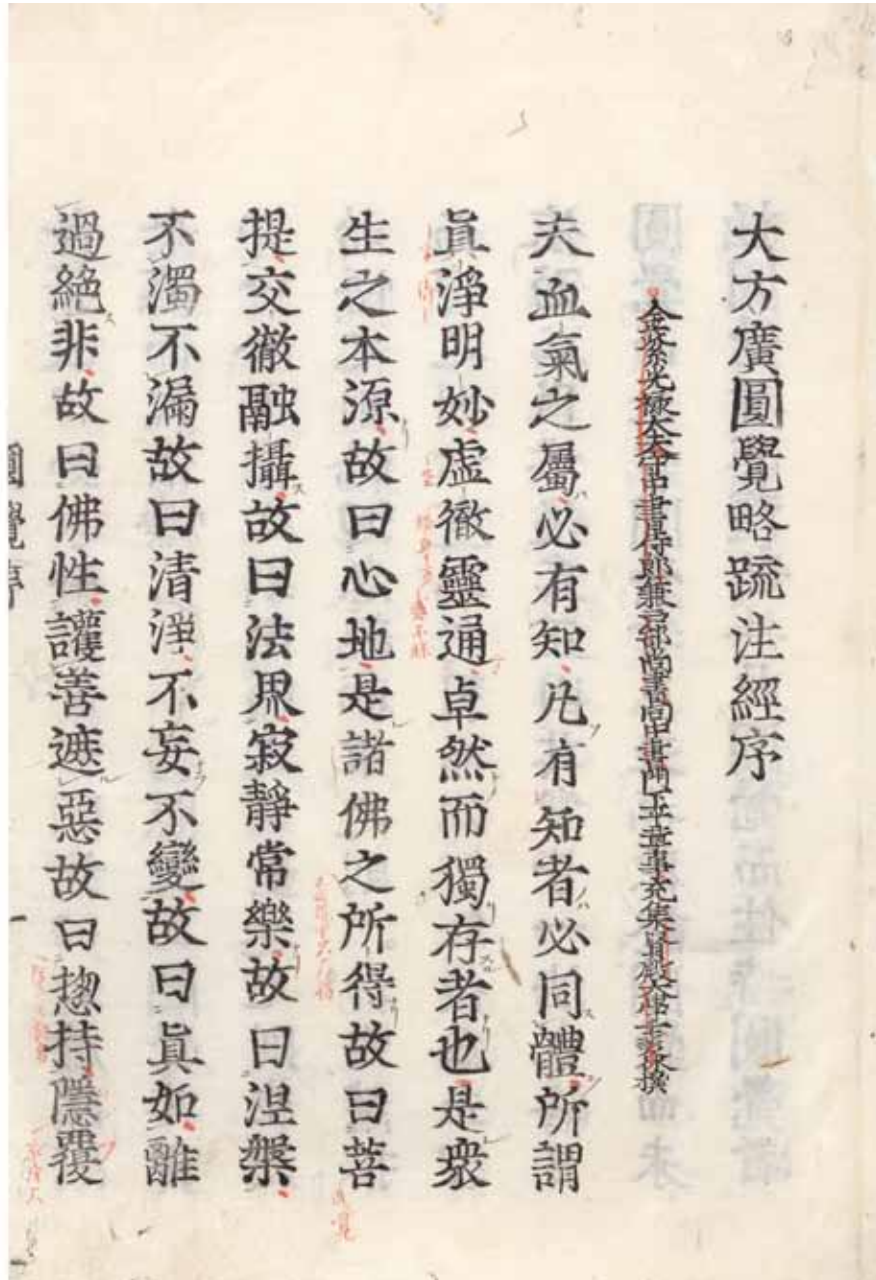 大方廣圓覺略疏注經序
金紫光祿大夫守中書侍郎兼戶部尚書同中書門下平章事充集賢殿大學士裴休撰
夫血氣之屬必有知凡有知者必同體所謂
眞淨明妙虛徹靈通卓然而獨存者也是衆
生之本源故曰心地是諸佛之所得故曰菩
提交徹融攝故曰法界寂靜常樂故曰涅槃
不濁不漏故曰清淨不妄不變故曰眞如離
過絕非故曰佛性護善遮惡故曰揔持隱覆
圓覺序
一